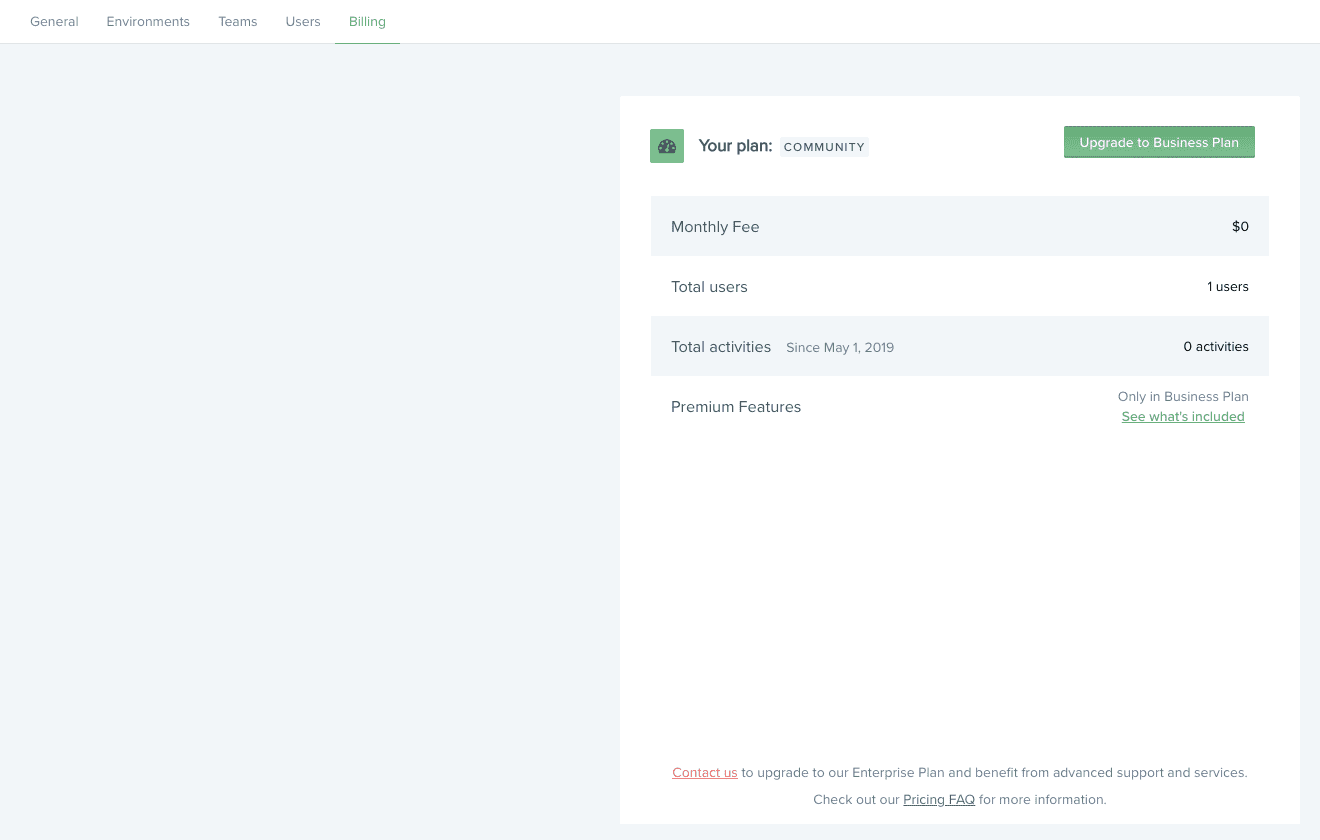 General Environments Teams Users Billing
Your plan: COMMUNITY Upgrade to Business Plan
Monthly Fee $0
Total users 1 users
Total activities Since May 1, 2019 0 activities
Premium Features Only in Business Plan
See what's included
Contact us to upgrade to our Enterprise Plan and benefit from advanced support and services.
Check out our Pricing FAQ for more information.